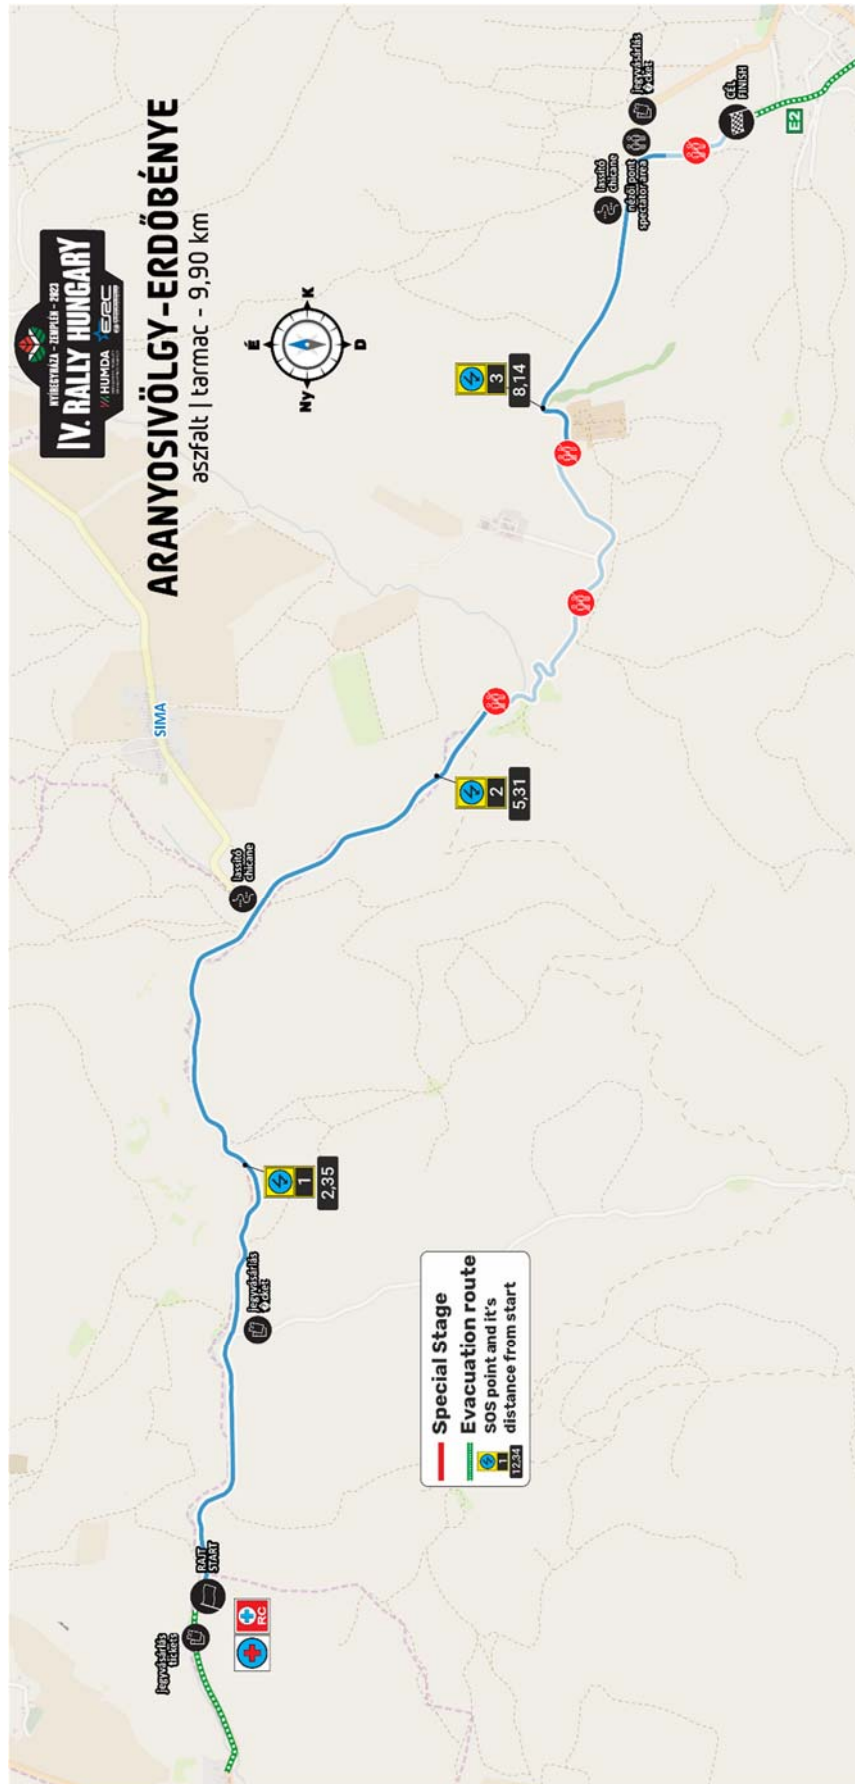 NYÍREGYHÁZA - ZEMPLÉN - 2023
IV. RALLY HUNGARY
HUMDA
ERC
ARANYOSIVÖLGY-ERDŐBÉNYE
aszfalt | tarmac - 9,90 km
É
Ny
K
D
SIMA
Jegyvásárlás
tickets
RAJT
START
RC
Jegyvásárlás
1
2,35
lassító
chicane
2
5,31
3
8,14
lassító
chicane
nézői pont
spectator area
Jegyvásárlás
CÉL
FINISH
E2
Special Stage
Evacuation route
SOS point and it's
distance from start
1
12,34